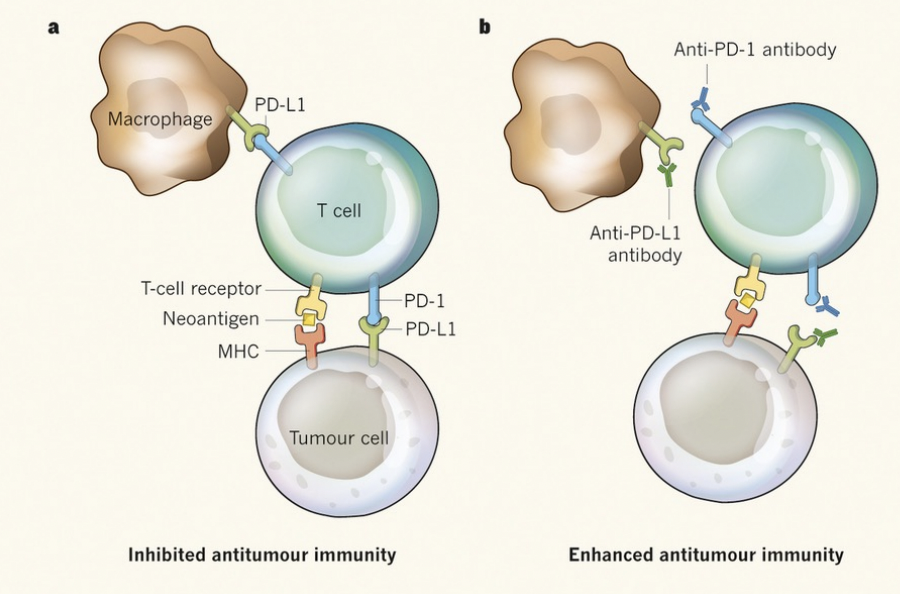 a
Macrophage
PD-L1
T cell
T-cell receptor
PD-1
Neoantigen
PD-L1
MHC
Tumour cell
Inhibited antitumour immunity
b
Anti-PD-1 antibody
Anti-PD-L1
antibody
Enhanced antitumour immunity